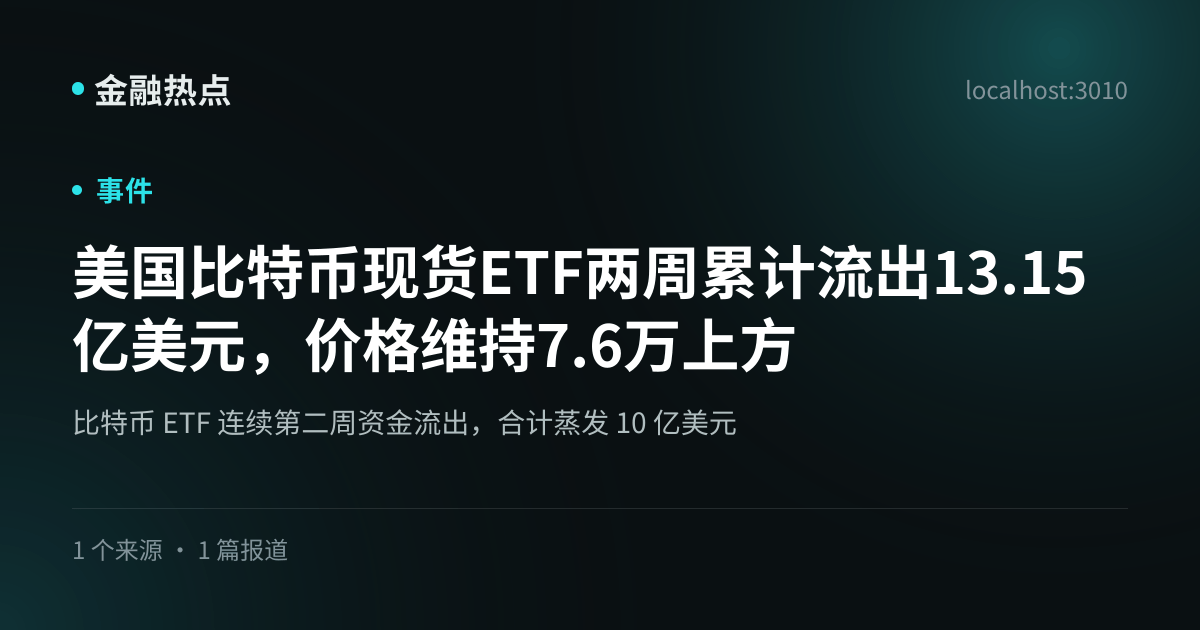 金融热点
localhost:3010
事件
美国比特币现货ETF两周累计流出13.15
亿美元，价格维持7.6万上方
比特币 ETF 连续第二周资金流出，合计蒸发 10 亿美元
1 个来源 · 1 篇报道